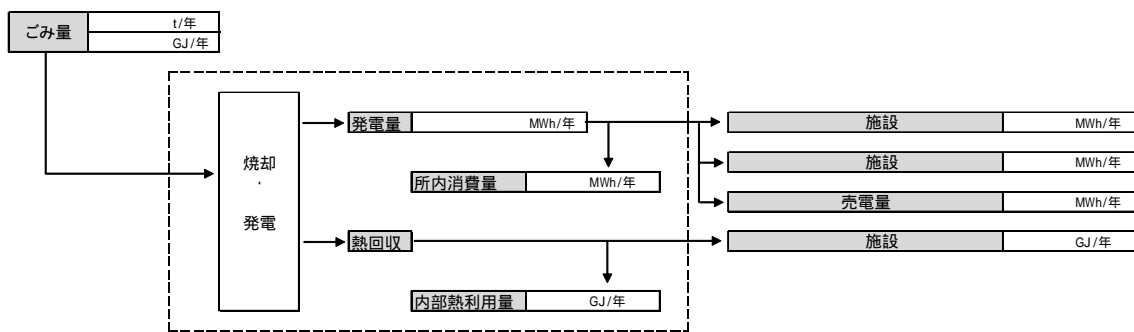 ごみ量
t/年
GJ/年
発電量 MWh/年
施設 MWh/年
施設 MWh/年
所内消費量 MWh/年
売電量 MWh/年
焼却
・
発電
熱回収
施設 GJ/年
内部熱利用量 GJ/年